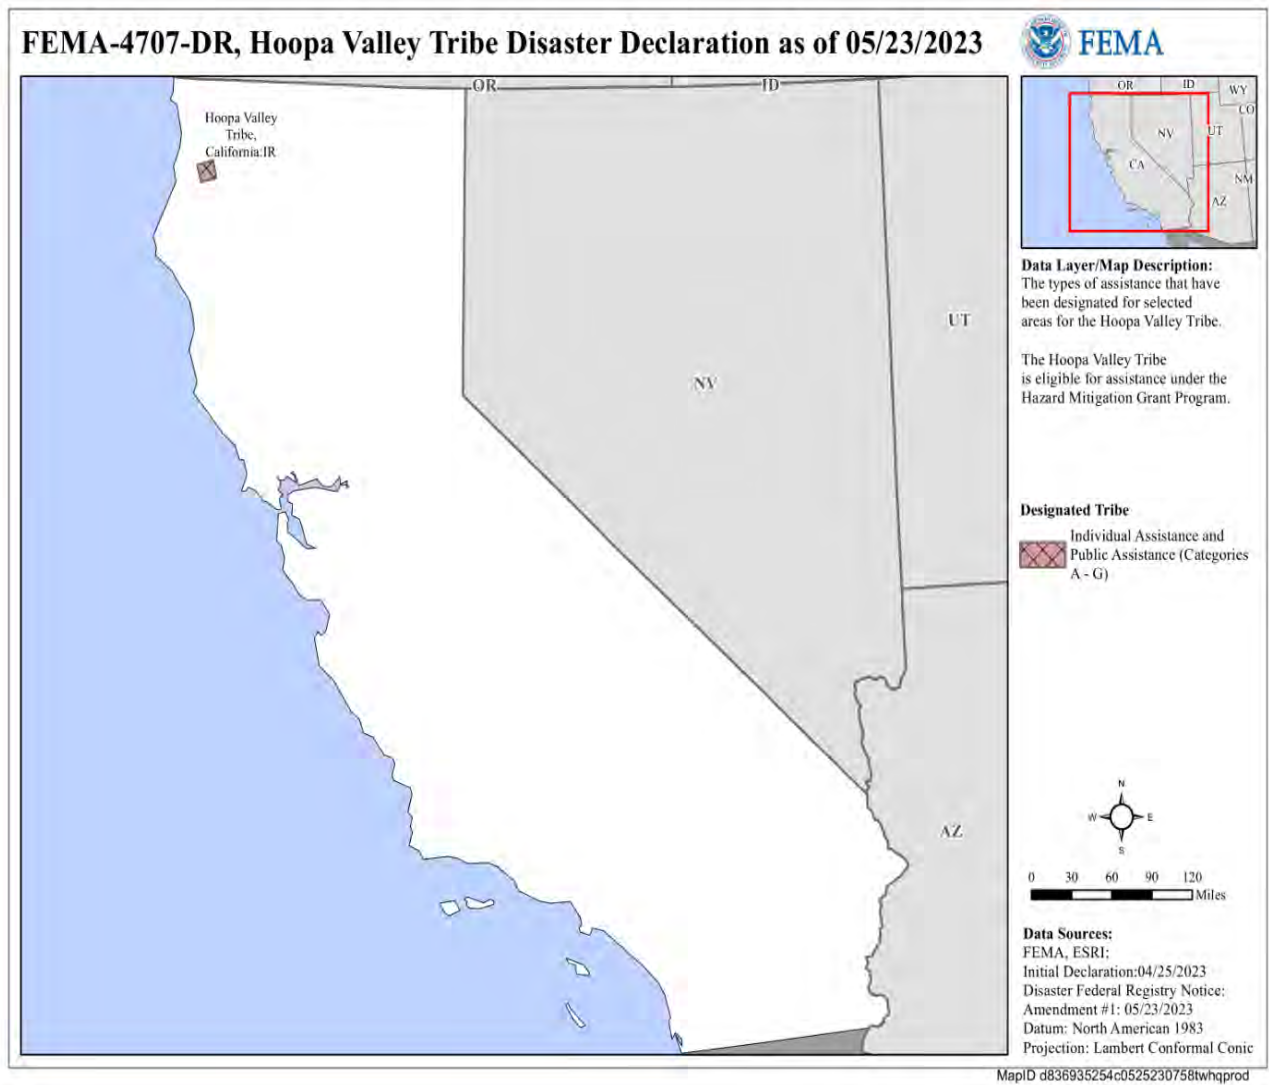 FEMA-4707-DR, Hoopa Valley Tribe Disaster Declaration as of 05/23/2023
FEMA
OR
ID
Hoopa Valley
Tribe,
California:IR
NV
UT
AZ
OR
ID
WY
CO
NV
UT
CA
NM
AZ
Data Layer/Map Description:
The types of assistance that have
been designated for selected
areas for the Hoopa Valley Tribe.
The Hoopa Valley Tribe
is eligible for assistance under the
Hazard Mitigation Grant Program.
Designated Tribe
Individual Assistance and
Public Assistance (Categories
A - G)
N
W E
S
0 30 60 90 120
Miles
Data Sources:
FEMA, ESRI;
Initial Declaration:04/25/2023
Disaster Federal Registry Notice:
Amendment #1: 05/23/2023
Datum: North American 1983
Projection: Lambert Conformal Conic
MapID d836935254c0525230758twhqprod